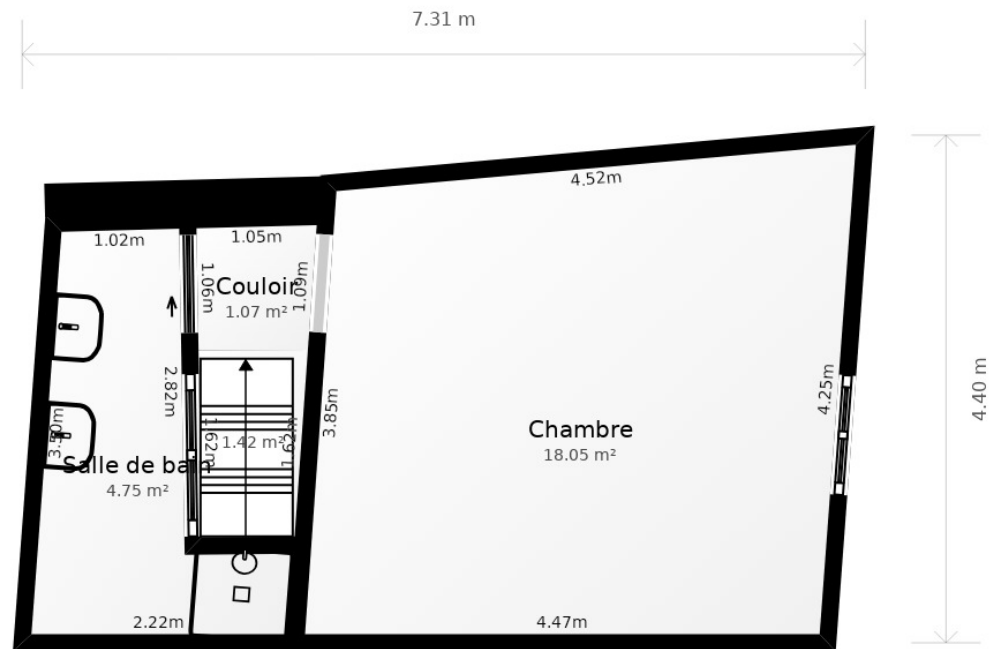 7.31 m
4.52m
1.02m
1.05m
1.06m
Couloir
1.07 m²
1.09m
4.40 m
2.82m
3.85m
4.25m
3.50m
1.62m
1.42 m²
1.62m
Chambre
18.05 m²
Salle de bain
4.75 m²
2.22m
4.47m